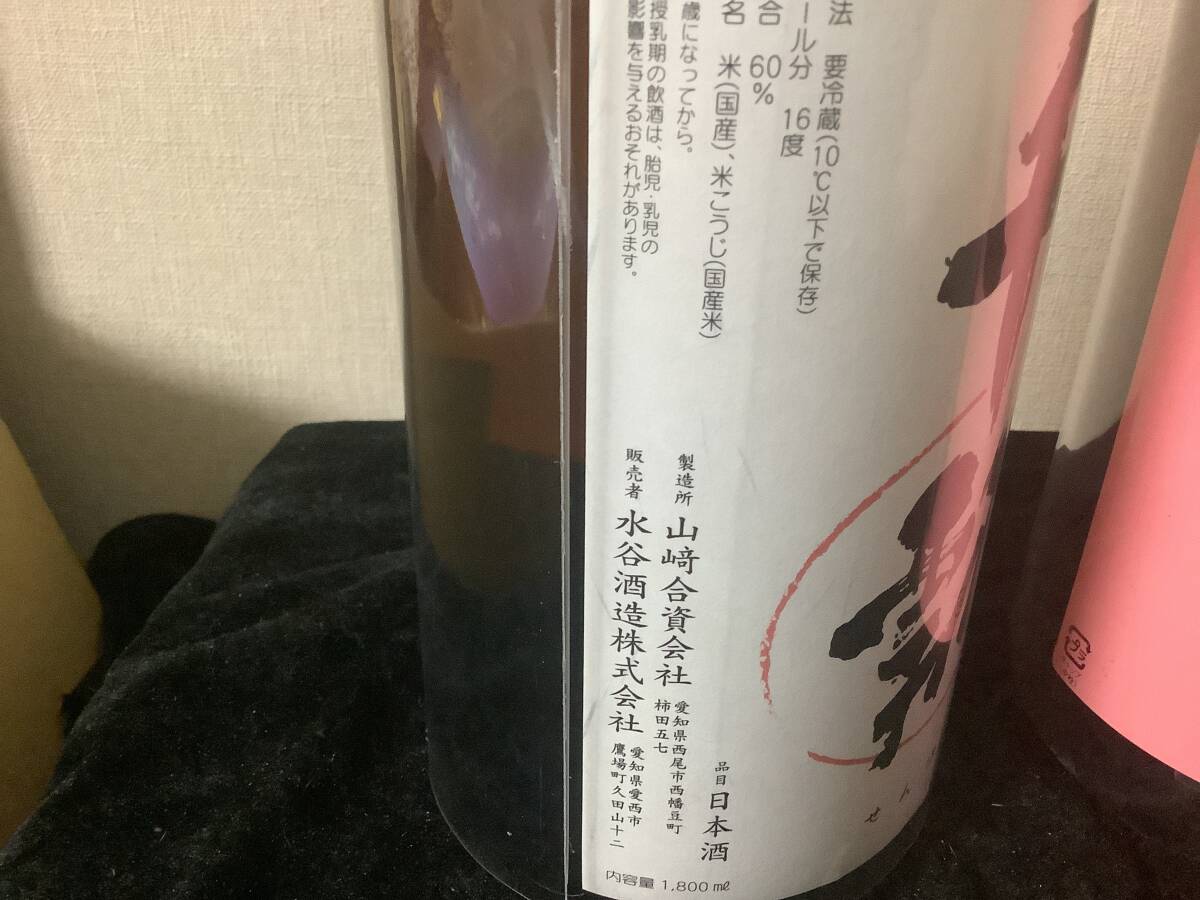 法　要冷蔵(10℃以下で保存)
ール分　16度
合　60%
名　米(国産)、米こうじ(国産米)
歳になってから。
授乳期の飲酒は、胎児・乳児の
影響を与えるおそれがあります。
品目 日本酒
製造所 山﨑合資会社 愛知県西尾市西幡豆町
柿田五七
販売者 水谷酒造株式会社 愛知県愛西市
鷹場町久田山十二
内容量 1,800㎖